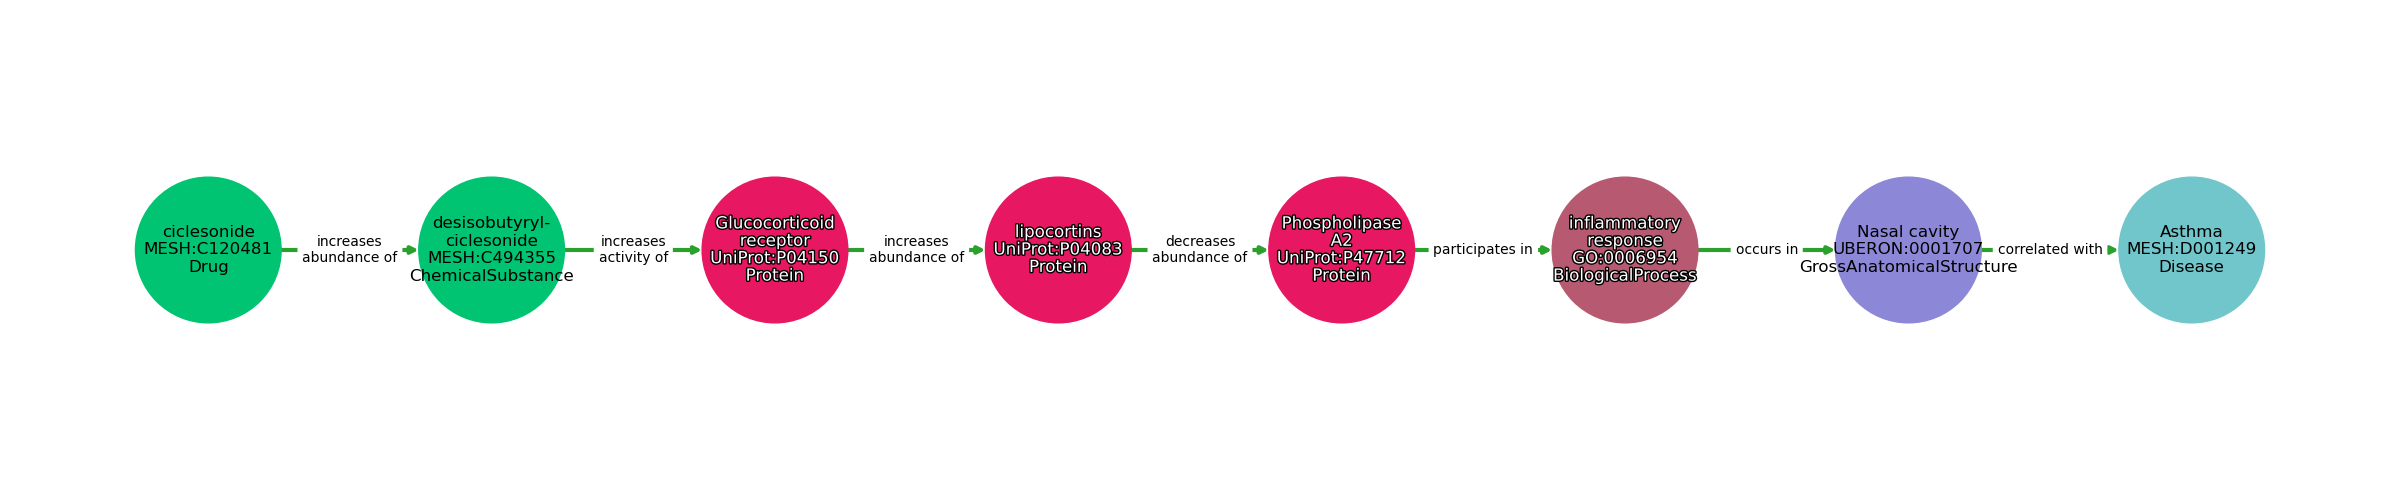 ciclesonide
MESH:C120481
Drug
increases
abundance of
desisobutyryl-
ciclesonide
MESH:C494355
ChemicalSubstance
increases
activity of
Glucocorticoid
receptor
UniProt:P04150
Protein
increases
abundance of
lipocortins
UniProt:P04083
Protein
decreases
abundance of
Phospholipase
A2
UniProt:P47712
Protein
participates in
inflammatory
response
GO:0006954
BiologicalProcess
occurs in
Nasal cavity
UBERON:0001707
GrossAnatomicalStructure
correlated with
Asthma
MESH:D001249
Disease